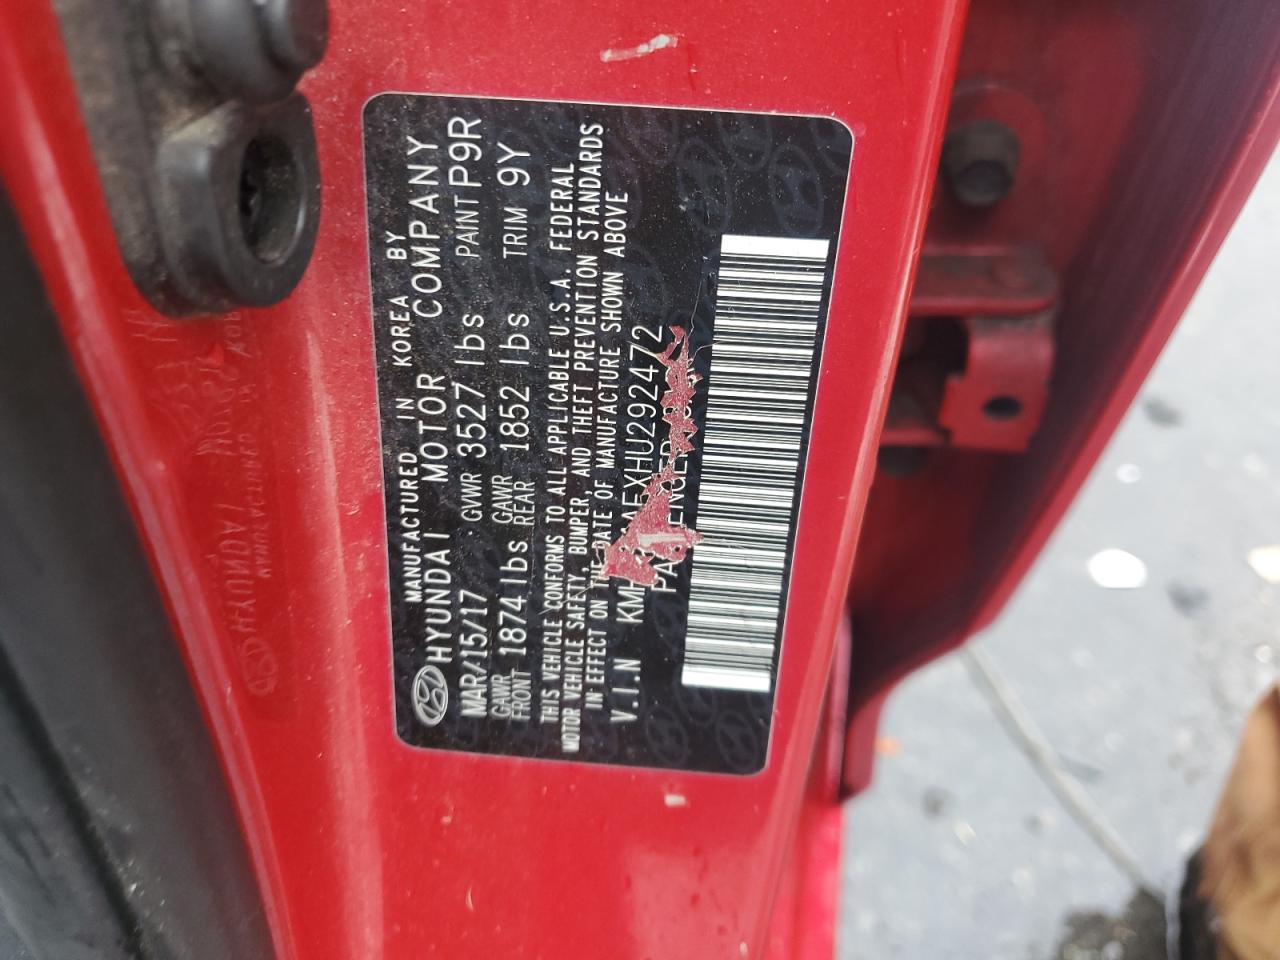 MANUFACTURED IN KOREA BY
HYUNDAI MOTOR COMPANY
MAR/15/17 GVWR 3527 lbs PAINT P9R
GAWR FRONT 1874 lbs GAWR REAR 1852 lbs TRIM 9Y
THIS VEHICLE CONFORMS TO ALL APPLICABLE U.S.A. FEDERAL
MOTOR VEHICLE SAFETY, BUMPER, AND THEFT PREVENTION STANDARDS
IN EFFECT ON THE DATE OF MANUFACTURE SHOWN ABOVE
V.I.N